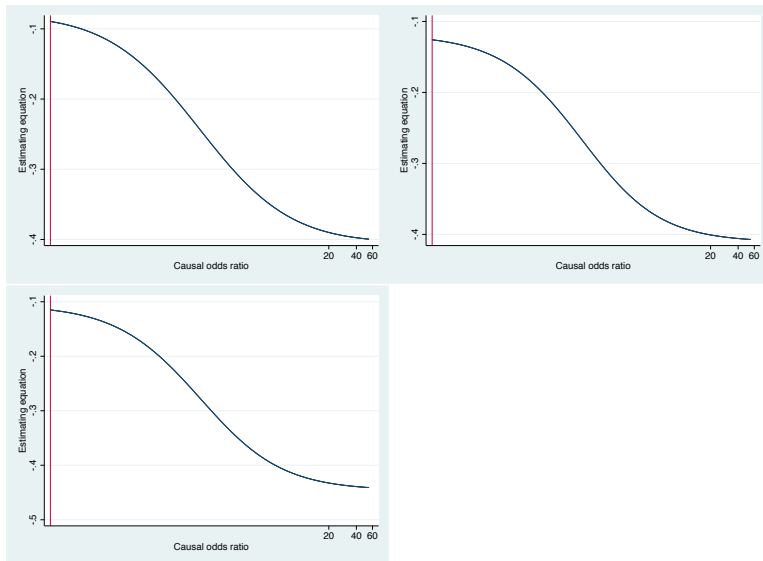 -.1
-.2
-.3
-.4
Estimating equation
20 40 60
Causal odds ratio
-.1
-.2
-.3
-.4
Estimating equation
20 40 60
Causal odds ratio
-.1
-.2
-.3
-.4
-.5
Estimating equation
20 40 60
Causal odds ratio